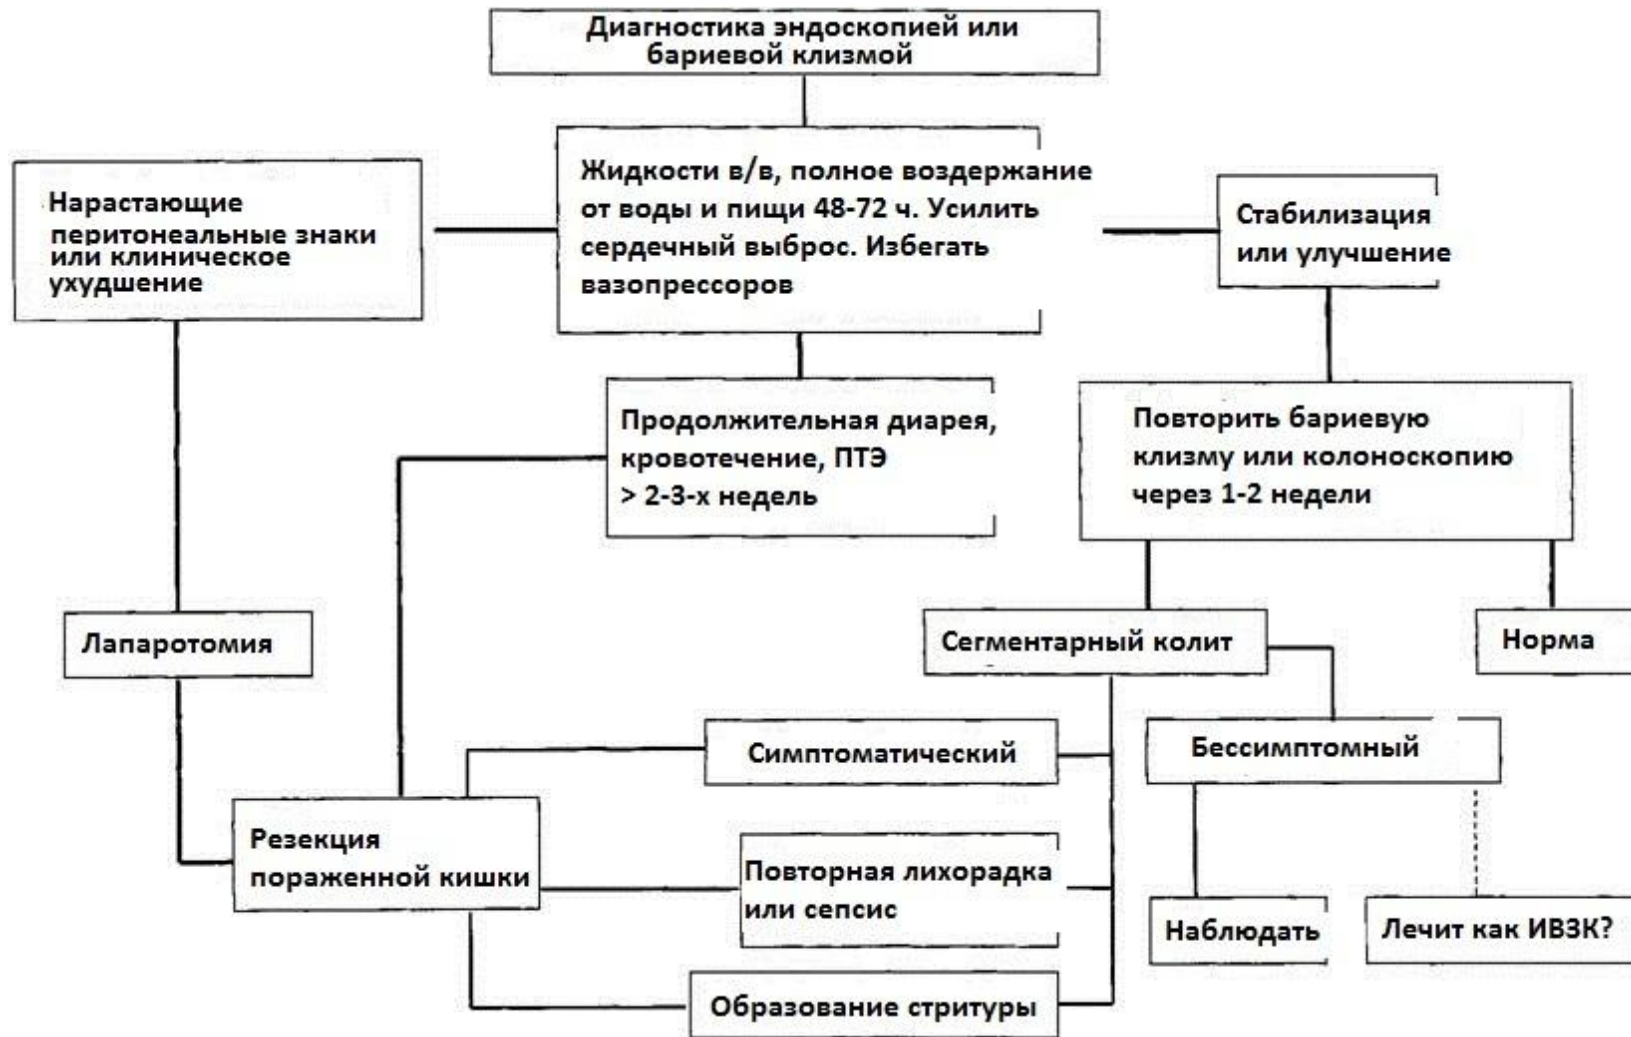 Диагностика эндоскопией или
бариевой клизмой
Нарастающие
перитонеальные знаки
или клиническое
ухудшение
Жидкости в/в, полное воздержание
от воды и пищи 48-72 ч. Усилить
сердечный выброс. Избегать
вазопрессоров
Стабилизация
или улучшение
Продолжительная диарея,
кровотечение, ПТЭ
> 2-3-х недель
Повторить бариевую
клизму или колоноскопию
через 1-2 недели
Лапаротомия
Сегментарный колит
Норма
Симптоматический
Бессимптомный
Резекция
пораженной кишки
Повторная лихорадка
или сепсис
Наблюдать
Лечит как ИВЗК?
Образование стритуры